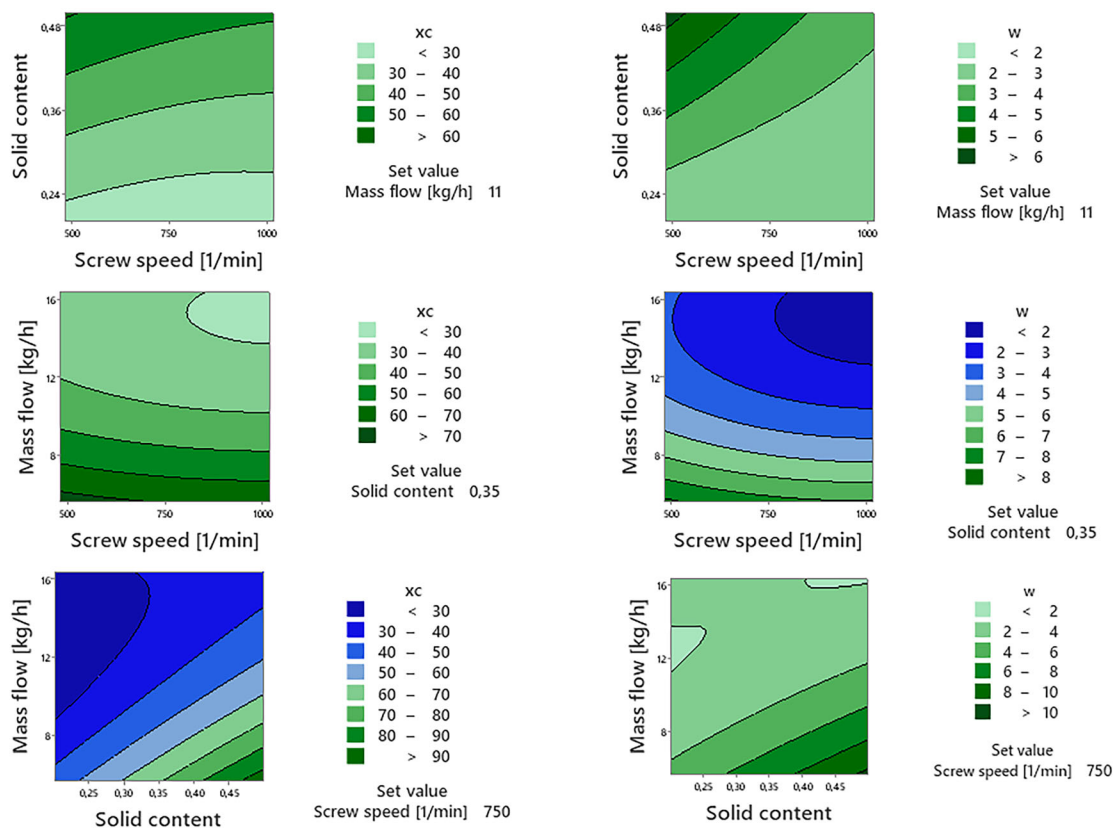 Solid content
0,48
0,36
0,24
500 750 1000
Screw speed [1/min]
xc
< 30
30 – 40
40 – 50
50 – 60
> 60
Set value
Mass flow [kg/h] 11
Solid content
0,48
0,36
0,24
500 750 1000
Screw speed [1/min]
w
< 2
2 – 3
3 – 4
4 – 5
5 – 6
> 6
Set value
Mass flow [kg/h] 11
Mass flow [kg/h]
16
12
8
500 750 1000
Screw speed [1/min]
xc
< 30
30 – 40
40 – 50
50 – 60
60 – 70
> 70
Set value
Solid content 0,35
Mass flow [kg/h]
16
12
8
500 750 1000
Screw speed [1/min]
w
< 2
2 – 3
3 – 4
4 – 5
5 – 6
6 – 7
7 – 8
> 8
Set value
Solid content 0,35
Mass flow [kg/h]
16
12
8
0,25 0,30 0,35 0,40 0,45
Solid content
xc
< 30
30 – 40
40 – 50
50 – 60
60 – 70
70 – 80
80 – 90
> 90
Set value
Screw speed [1/min] 750
Mass flow [kg/h]
16
12
8
0,25 0,30 0,35 0,40 0,45
Solid content
w
< 2
2 – 4
4 – 6
6 – 8
8 – 10
> 10
Set value
Screw speed [1/min] 750